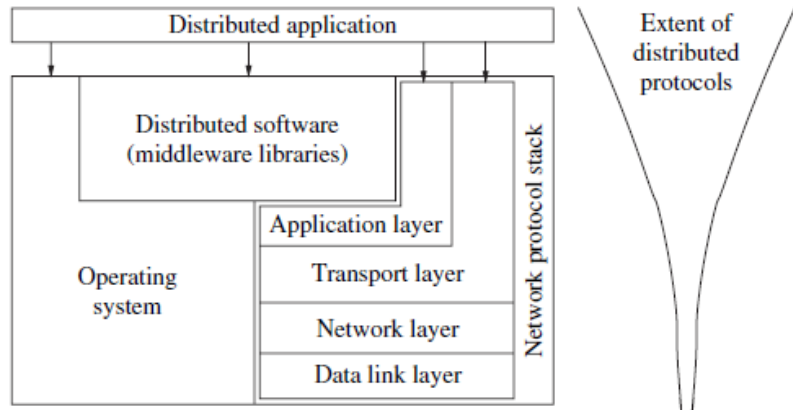 Distributed application
Extent of
distributed
protocols
Distributed software
(middleware libraries)
Network protocol stack
Application layer
Operating
system
Transport layer
Network layer
Data link layer